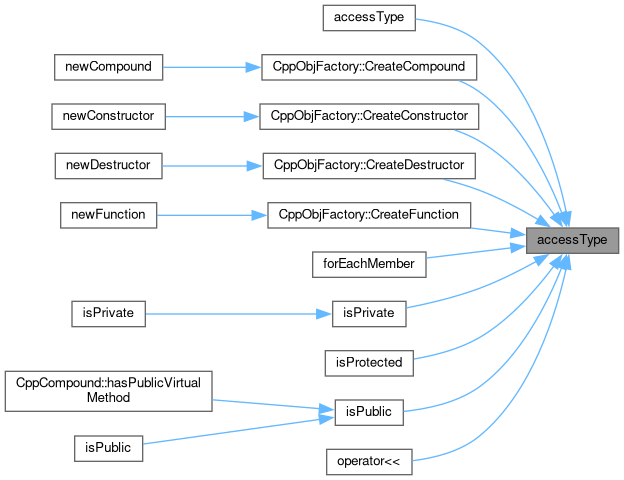 accessType
newCompound
CppObjFactory::CreateCompound
newConstructor
CppObjFactory::CreateConstructor
newDestructor
CppObjFactory::CreateDestructor
newFunction
CppObjFactory::CreateFunction
accessType
forEachMember
isPrivate
isPrivate
isProtected
CppCompound::hasPublicVirtual
Method
isPublic
isPublic
operator<<